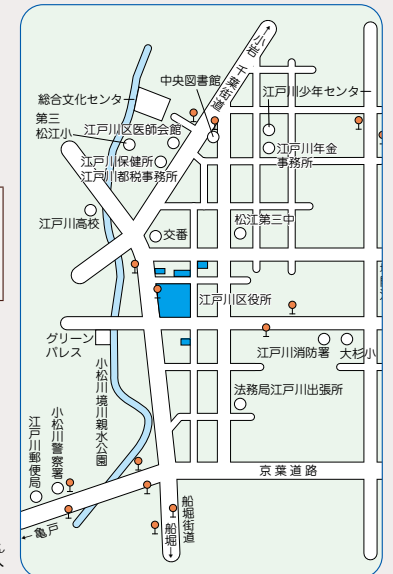 小岩
千葉街道
中央図書館
江戸川少年センター
総合文化センター
第三
松江小
江戸川区医師会館
江戸川年金
事務所
江戸川保健所
江戸川都税事務所
江戸川高校
交番
松江第三中
江戸川区役所
グリーン
パレス
江戸川消防署
大杉小
小松川境川親水公園
法務局江戸川出張所
小松川警察署
江戸川郵便局
京葉道路
船堀街道
船堀
亀戸